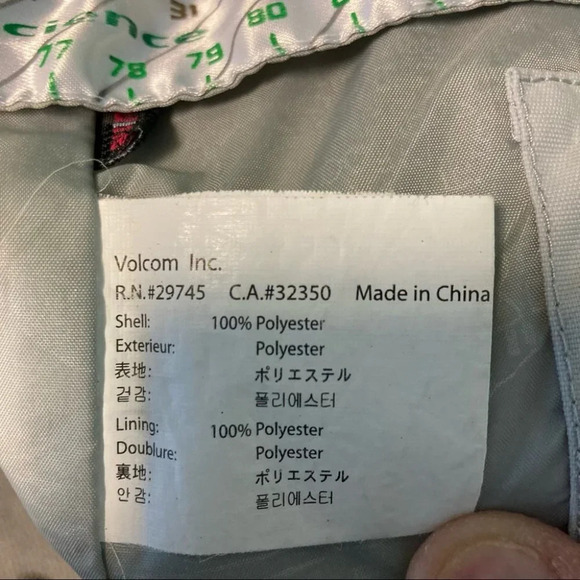 31 80
cience 79
77 78
Volcom Inc.
R.N.#29745 C.A.#32350 Made in China
Shell: 100% Polyester
Exterieur: Polyester
表地: ポリエステル
겉감: 폴리에스터
Lining: 100% Polyester
Doublure: Polyester
裏地: ポリエステル
안감: 폴리에스터